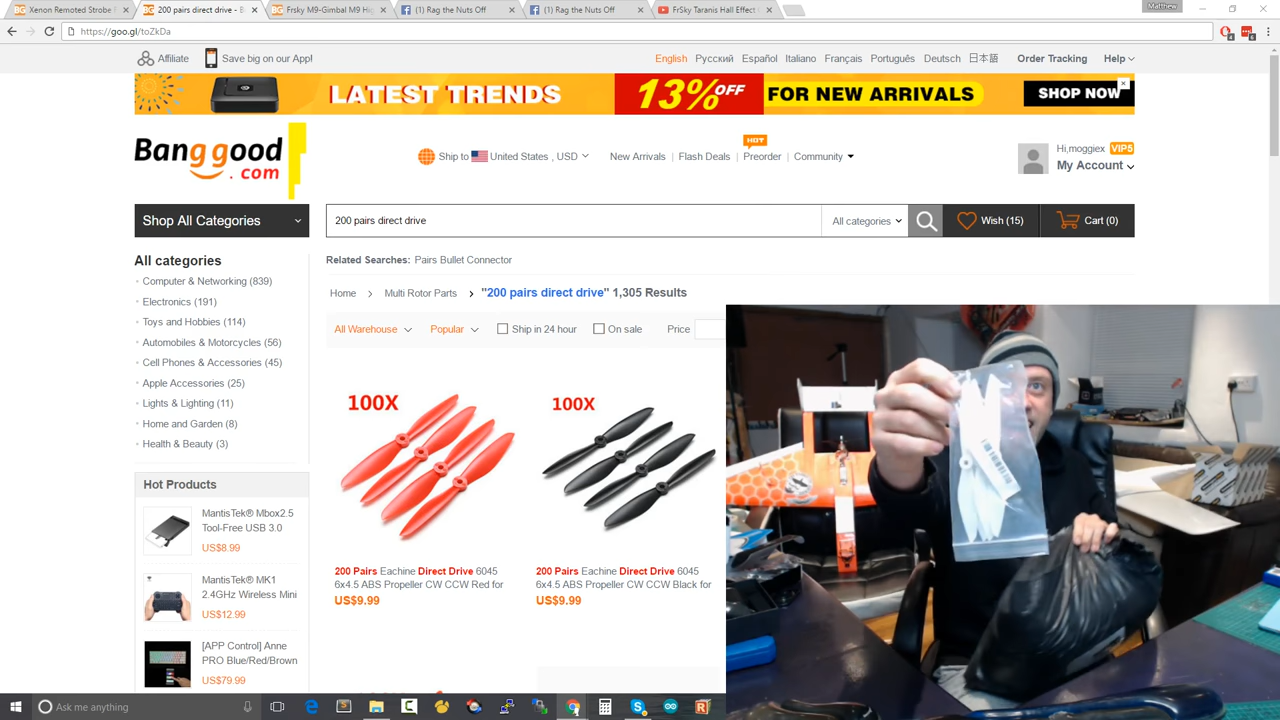 Xenon Remoted Strobe F
200 pairs direct drive - B
Frsky M9-Gimbal M9 Hig
(1) Rag the Nuts Off
(1) Rag the Nuts Off
FrSky Taranis Hall Effect G
Matthew
https://goo.gl/toZkDa
Affiliate
Save big on our App!
English Русский Español Italiano Français Português Deutsch 日本語 Order Tracking Help
LATEST TRENDS 13% OFF FOR NEW ARRIVALS SHOP NOW
Banggood.com
Ship to United States , USD
New Arrivals | Flash Deals | Preorder | Community
HOT
Hi,moggiex VIP5
My Account
Shop All Categories
200 pairs direct drive
All categories
Wish (15)
Cart (0)
All categories
Computer & Networking (839)
Electronics (191)
Toys and Hobbies (114)
Automobiles & Motorcycles (56)
Cell Phones & Accessories (45)
Apple Accessories (25)
Lights & Lighting (11)
Home and Garden (8)
Health & Beauty (3)
Hot Products
MantisTek® Mbox2.5
Tool-Free USB 3.0
US$8.99
MantisTek® MK1
2.4GHz Wireless Mini
US$12.99
[APP Control] Anne
PRO Blue/Red/Brown
US$79.99
Related Searches: Pairs Bullet Connector
Home > Multi Rotor Parts > "200 pairs direct drive" 1,305 Results
All Warehouse Popular Ship in 24 hour On sale Price
100X
200 Pairs Eachine Direct Drive 6045
6x4.5 ABS Propeller CW CCW Red for
US$9.99
100X
200 Pairs Eachine Direct Drive 6045
6x4.5 ABS Propeller CW CCW Black for
US$9.99
Ask me anything